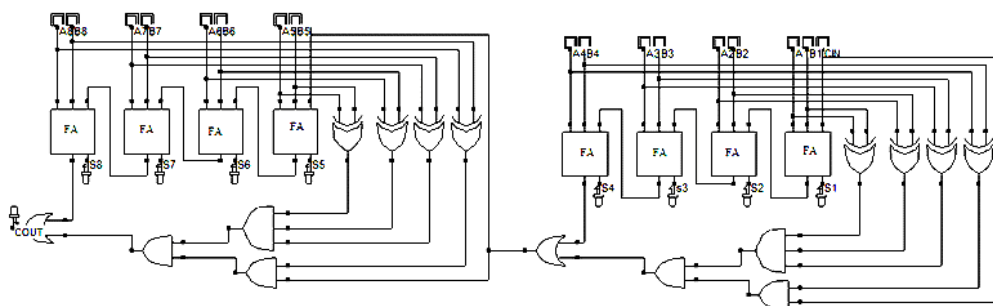 A8B8 A7B7 A6B6 A5B5
A4B4 A3B3 A2B2 A1B1CIN
FA FA FA FA
FA FA FA FA
S8 S7 S6 S5
S4 s3 S2 S1
COUT